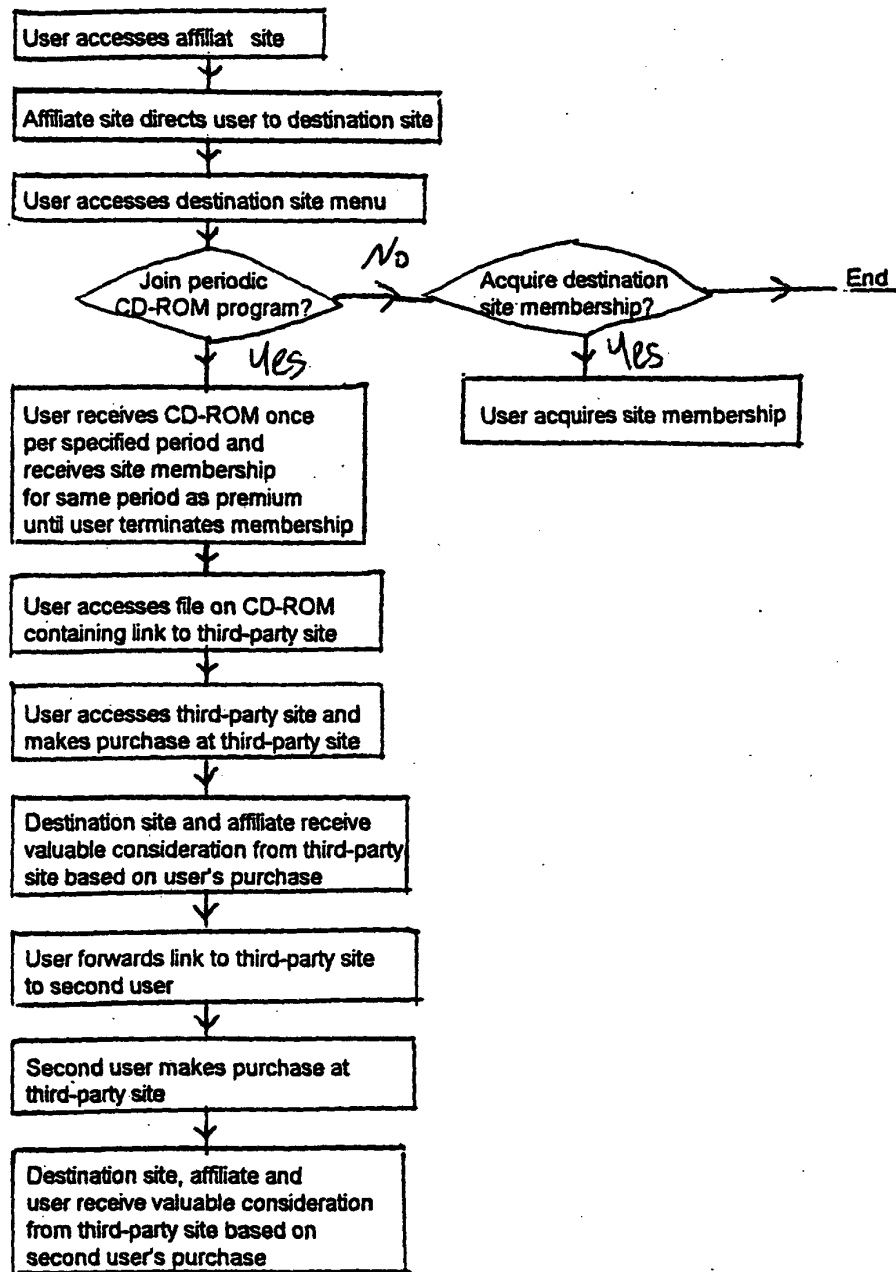 User accesses affiliat site
Affiliate site directs user to destination site
User accesses destination site menu
Join periodic
CD-ROM program?
No
Acquire destination
site membership?
End
Yes
Yes
User receives CD-ROM once
per specified period and
receives site membership
for same period as premium
until user terminates membership
User acquires site membership
User accesses file on CD-ROM
containing link to third-party site
User accesses third-party site and
makes purchase at third-party site
Destination site and affiliate receive
valuable consideration from third-party
site based on user's purchase
User forwards link to third-party site
to second user
Second user makes purchase at
third-party site
Destination site, affiliate and
user receive valuable consideration
from third-party site based on
second user's purchase